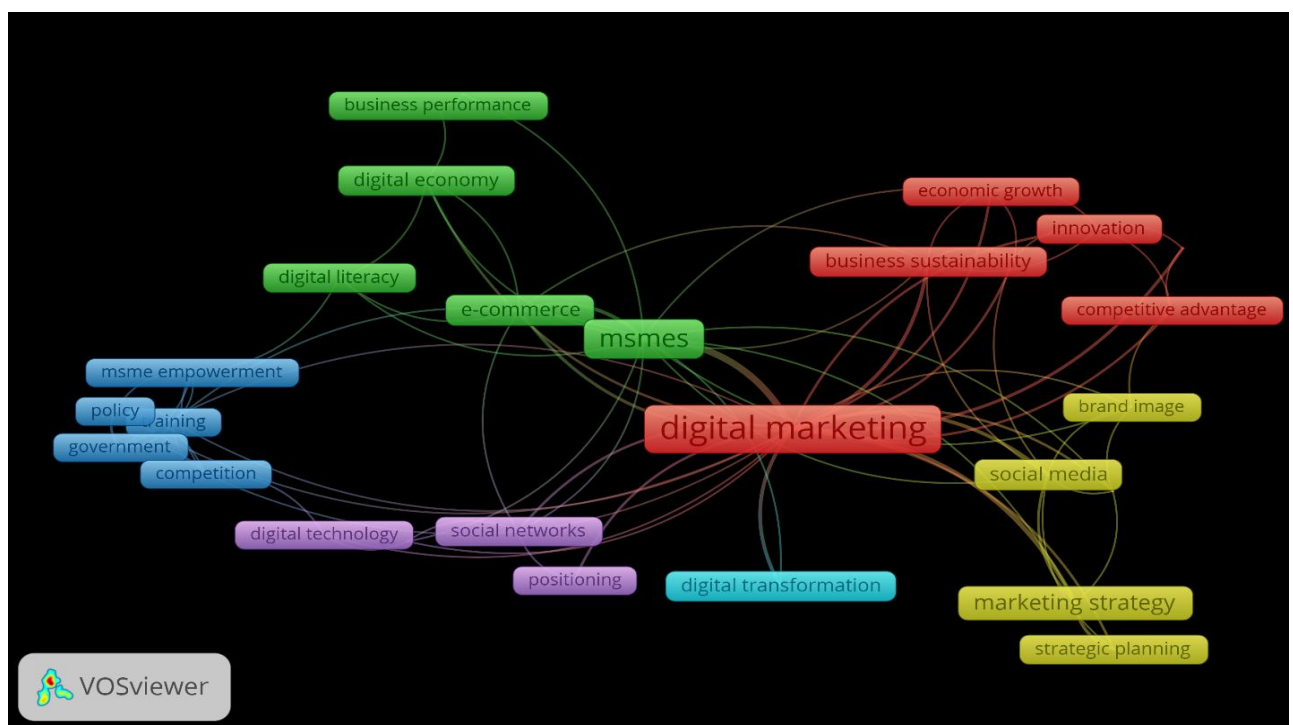 business performance
digital economy
economic growth
innovation
business sustainability
digital literacy
e-commerce
competitive advantage
msmes
msme empowerment
policy
training
brand image
digital marketing
government
competition
social media
digital technology
social networks
positioning
digital transformation
marketing strategy
strategic planning
VOSviewer